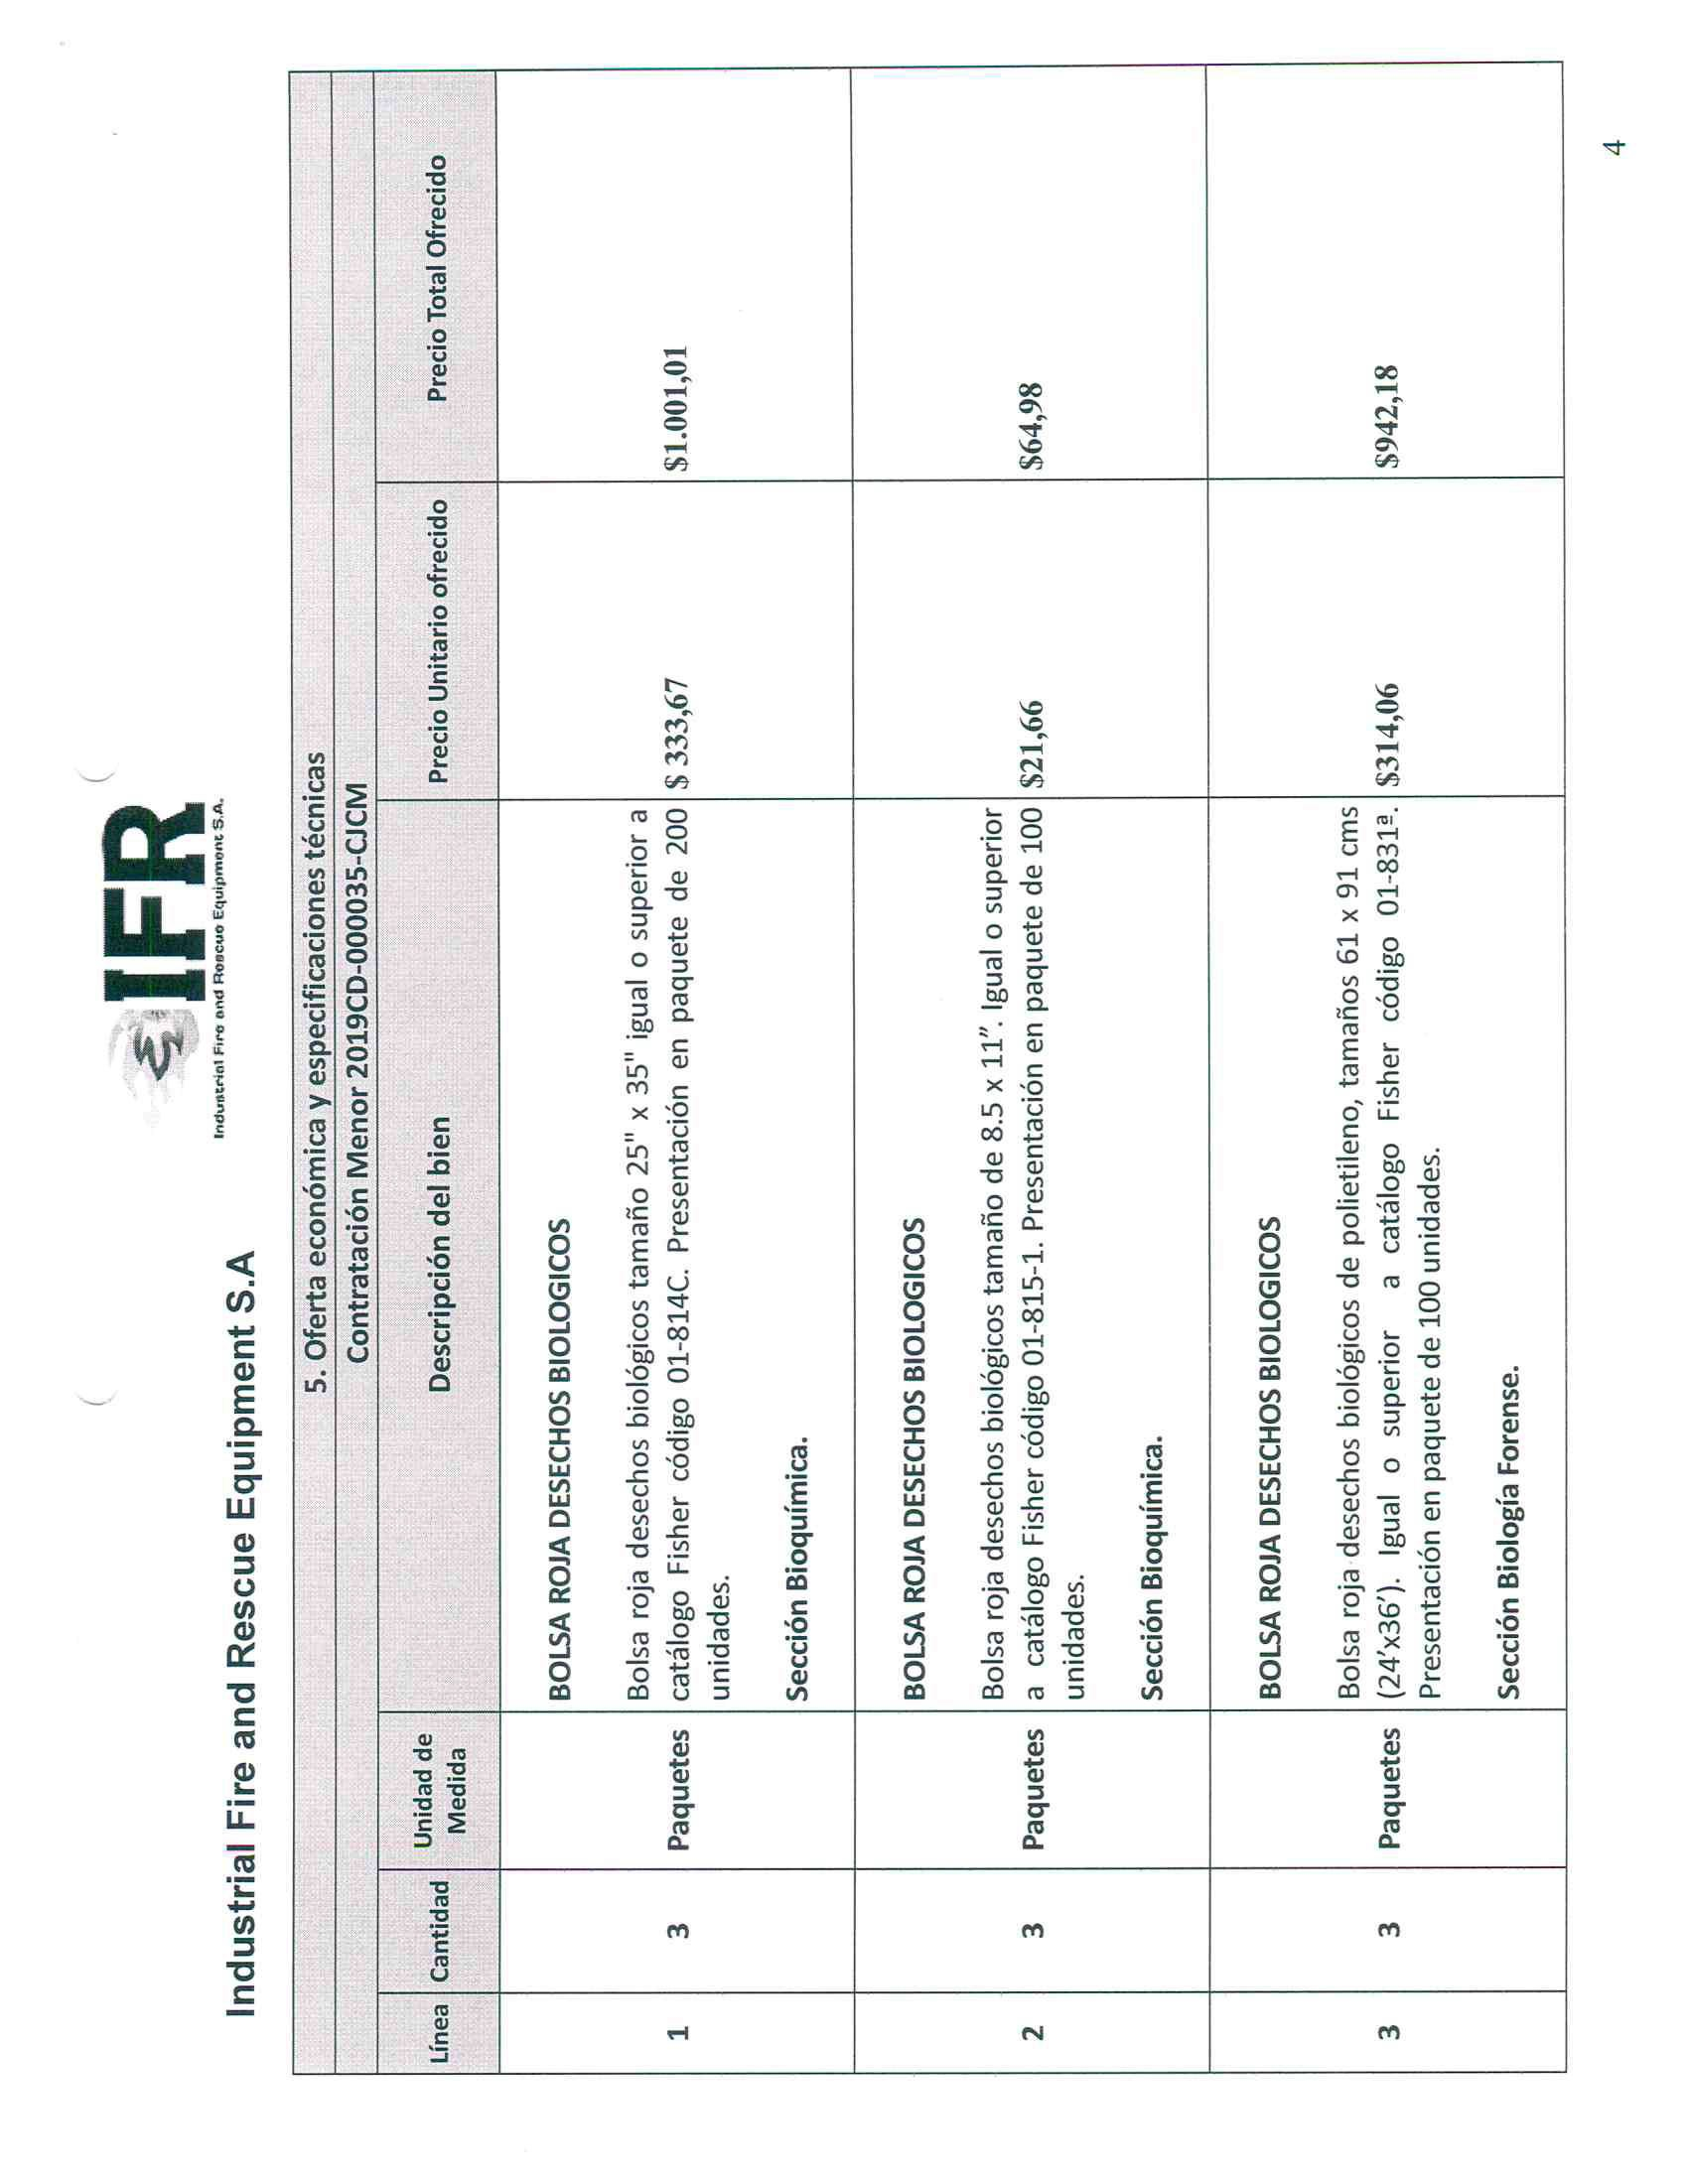 IFR
Industrial Fire and Rescue Equipment S.A.
Industrial Fire and Rescue Equipment S.A
5. Oferta económica y especificaciones técnicas
Contratación Menor 2019CD-000035-CJCM
Línea
Cantidad
Unidad de
Medida
Descripción del bien
Precio Unitario ofrecido
Precio Total Ofrecido
1
3
Paquetes
BOLSA ROJA DESECHOS BIOLOGICOS
Bolsa roja desechos biológicos tamaño 25" x 35" igual o superior a
catálogo Fisher código 01-814C. Presentación en paquete de 200
unidades.
Sección Bioquímica.
$ 333,67
$1.001,01
2
3
Paquetes
BOLSA ROJA DESECHOS BIOLOGICOS
Bolsa roja desechos biológicos tamaño de 8.5 x 11”. Igual o superior
a catálogo Fisher código 01-815-1. Presentación en paquete de 100
unidades.
Sección Bioquímica.
$21,66
$64,98
3
3
Paquetes
BOLSA ROJA DESECHOS BIOLOGICOS
Bolsa roja desechos biológicos de polietileno, tamaños 61 x 91 cms
(24’x36’). Igual o superior a catálogo Fisher código 01-831ª.
Presentación en paquete de 100 unidades.
Sección Biología Forense.
$314,06
$942,18
4